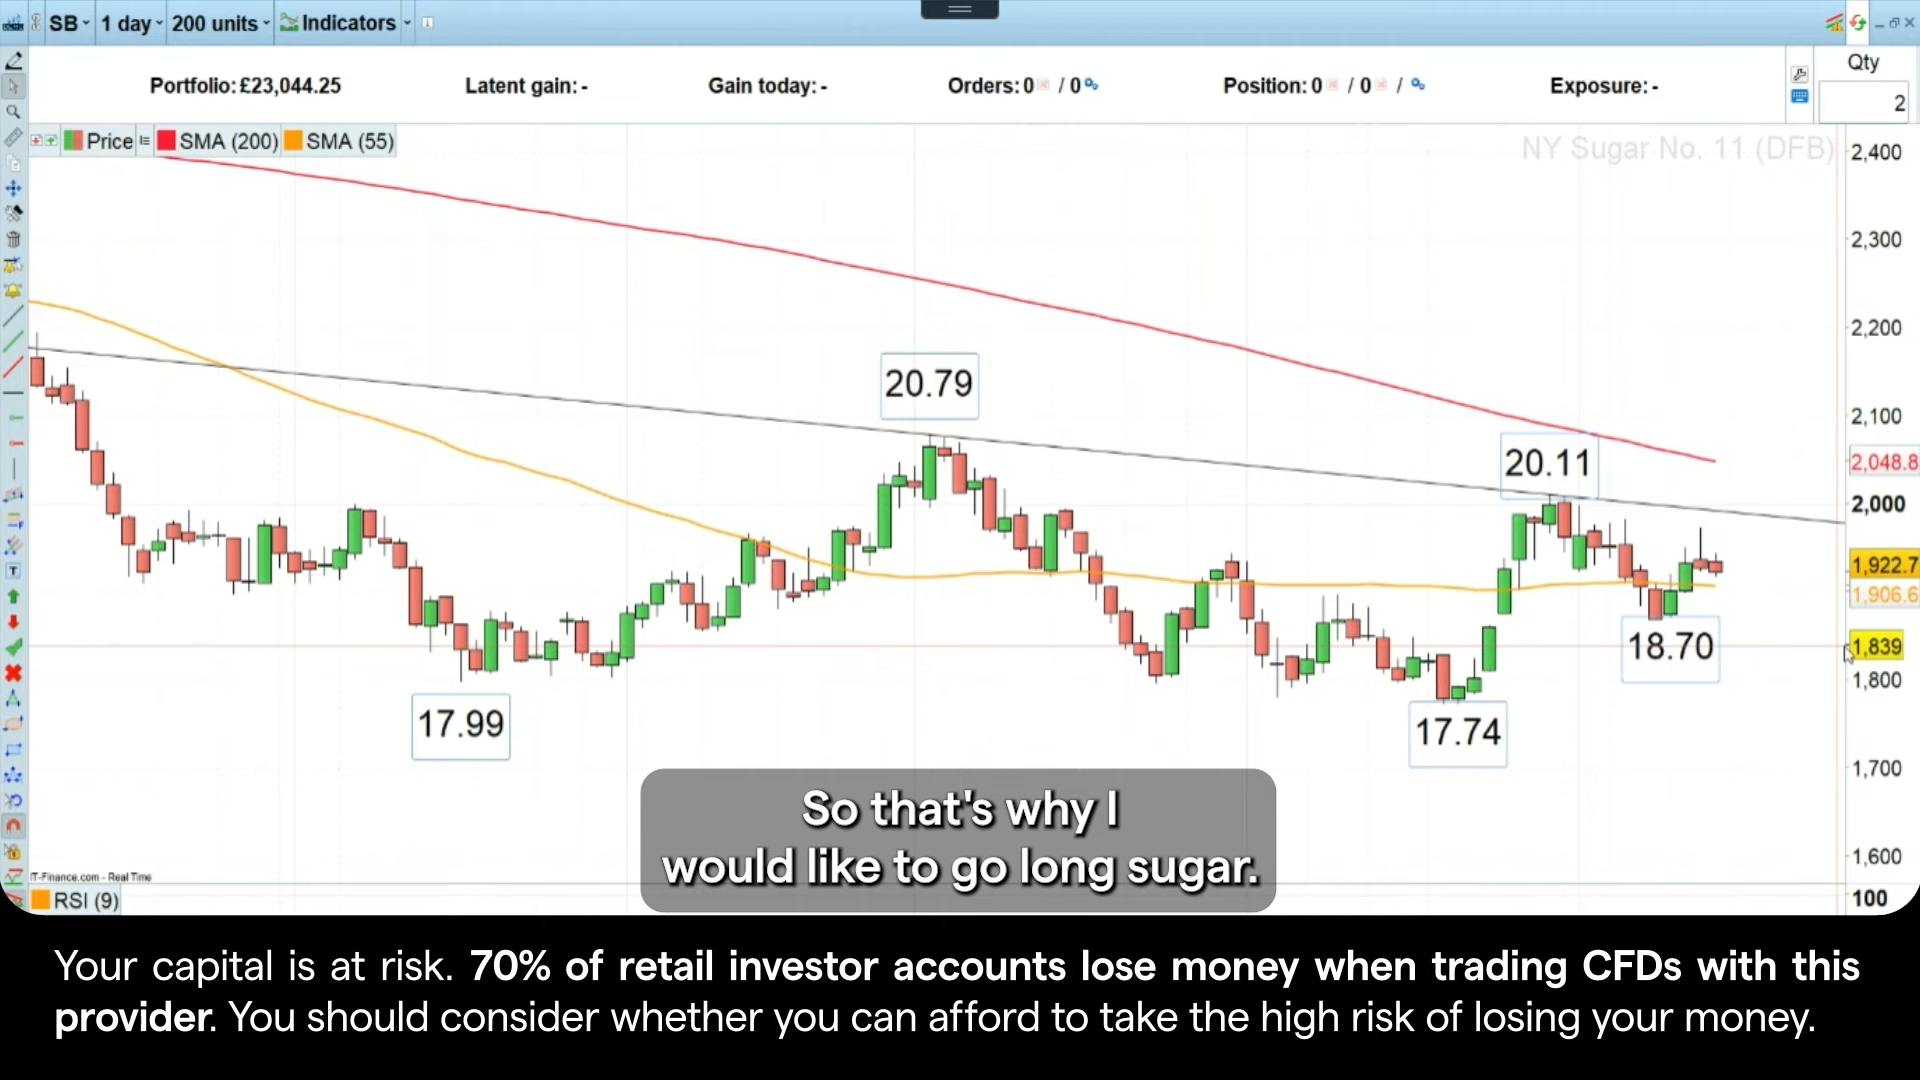 SB 1 day 200 units Indicators
Portfolio: £23,044.25 Latent gain: - Gain today: - Orders: 0 / 0 Position: 0 / 0 / Exposure: - Qty
2
Price SMA (200) SMA (55)
NY Sugar No. 11 (DFB)
2,400
2,300
2,200
20.79
2,100
20.11
2,048.8
2,000
1,922.7
1,906.6
18.70
1,839
1,800
17.99
17.74
1,700
So that's why I
would like to go long sugar.
1,600
IT-Finance.com - Real Time
RSI (9)
100
Your capital is at risk. 70% of retail investor accounts lose money when trading CFDs with this
provider. You should consider whether you can afford to take the high risk of losing your money.